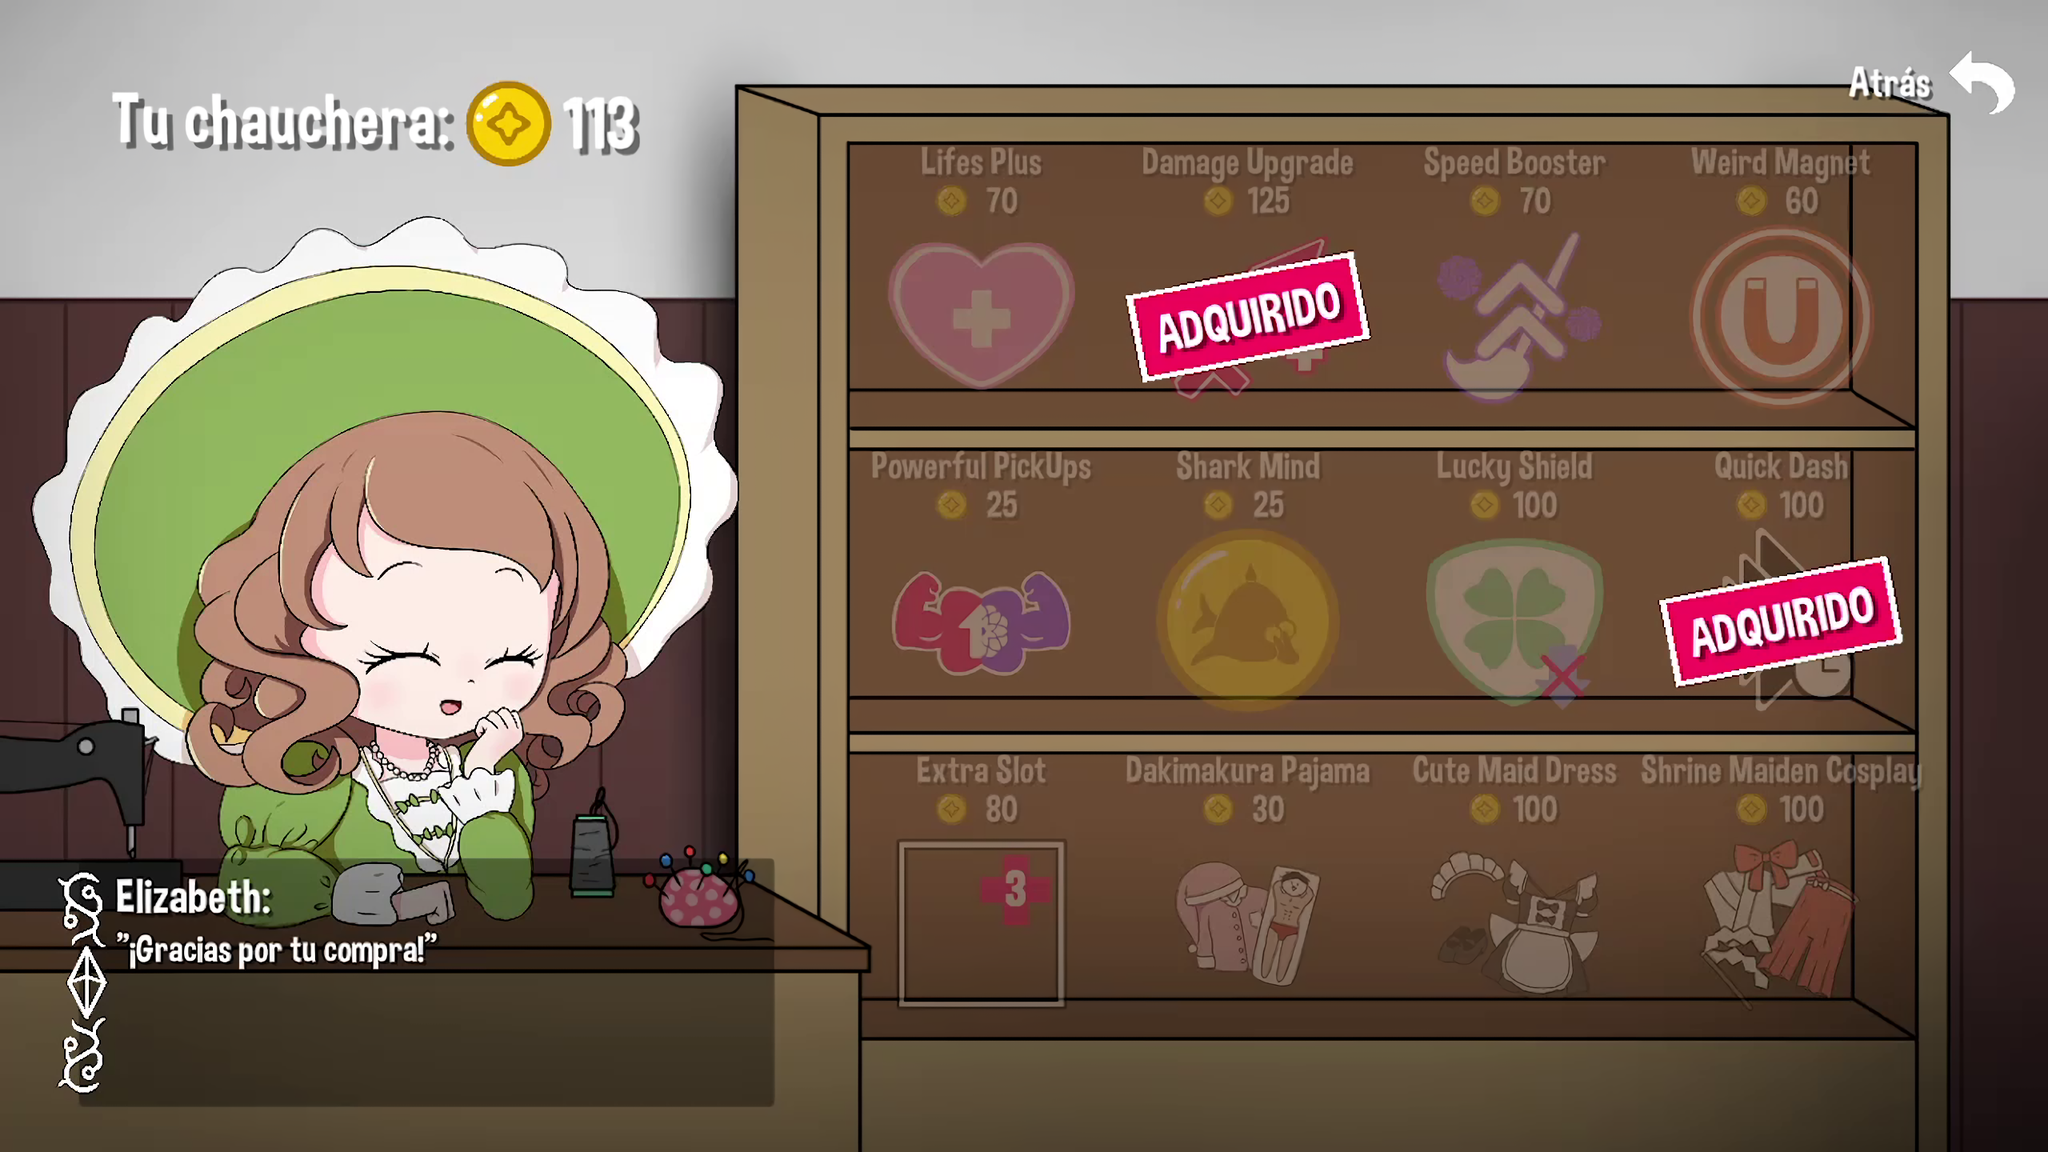 Tu chauchera: 113
Atrás
Lifes Plus
70
Damage Upgrade
125
Speed Booster
70
Weird Magnet
60
ADQUIRIDO
Powerful PickUps
25
Shark Mind
25
Lucky Shield
100
Quick Dash
100
ADQUIRIDO
Extra Slot
80
Dakimakura Pajama
30
Cute Maid Dress
100
Shrine Maiden Cosplay
100
3
Elizabeth:
"¡Gracias por tu compra!"